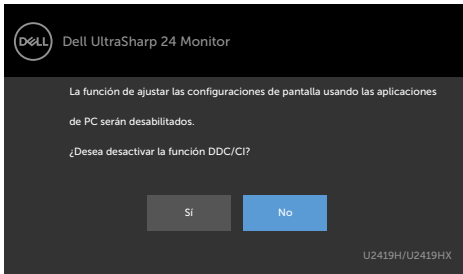 DELL
Dell UltraSharp 24 Monitor
La función de ajustar las configuraciones de pantalla usando las aplicaciones
de PC serán desabilitados.
¿Desea desactivar la función DDC/CI?
Sí
No
U2419H/U2419HX